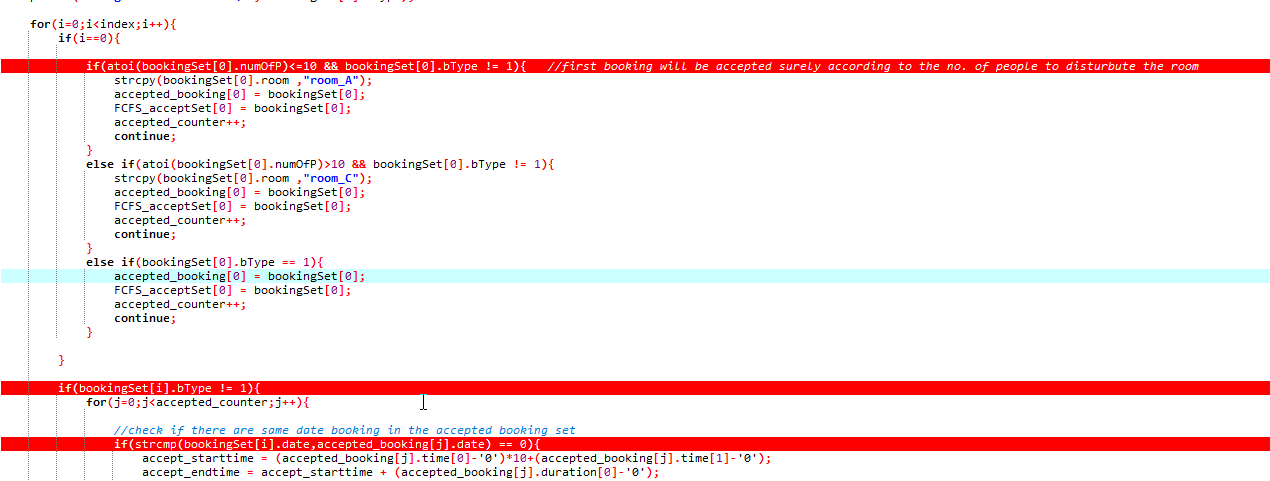 for(i=0;i<index;i++){
if(i==0){
if(atoi(bookingSet[0].numOfP)<=10 && bookingSet[0].bType != 1){ //first booking will be accepted surely according to the no. of people to disturbute the room
strcpy(bookingSet[0].room ,"room_A");
accepted_booking[0] = bookingSet[0];
FCFS_acceptSet[0] = bookingSet[0];
accepted_counter++;
continue;
}
else if(atoi(bookingSet[0].numOfP)>10 && bookingSet[0].bType != 1){
strcpy(bookingSet[0].room ,"room_C");
accepted_booking[0] = bookingSet[0];
FCFS_acceptSet[0] = bookingSet[0];
accepted_counter++;
continue;
}
else if(bookingSet[0].bType == 1){
accepted_booking[0] = bookingSet[0];
FCFS_acceptSet[0] = bookingSet[0];
accepted_counter++;
continue;
}
}
if(bookingSet[i].bType != 1){
for(j=0;j<accepted_counter;j++){
//check if there are same date booking in the accepted booking set
if(strcmp(bookingSet[i].date,accepted_booking[j].date) == 0){
accept_starttime = (accepted_booking[j].time[0]-'0')*10+(accepted_booking[j].time[1]-'0');
accept_endtime = accept_starttime + (accepted_booking[j].duration[0]-'0');